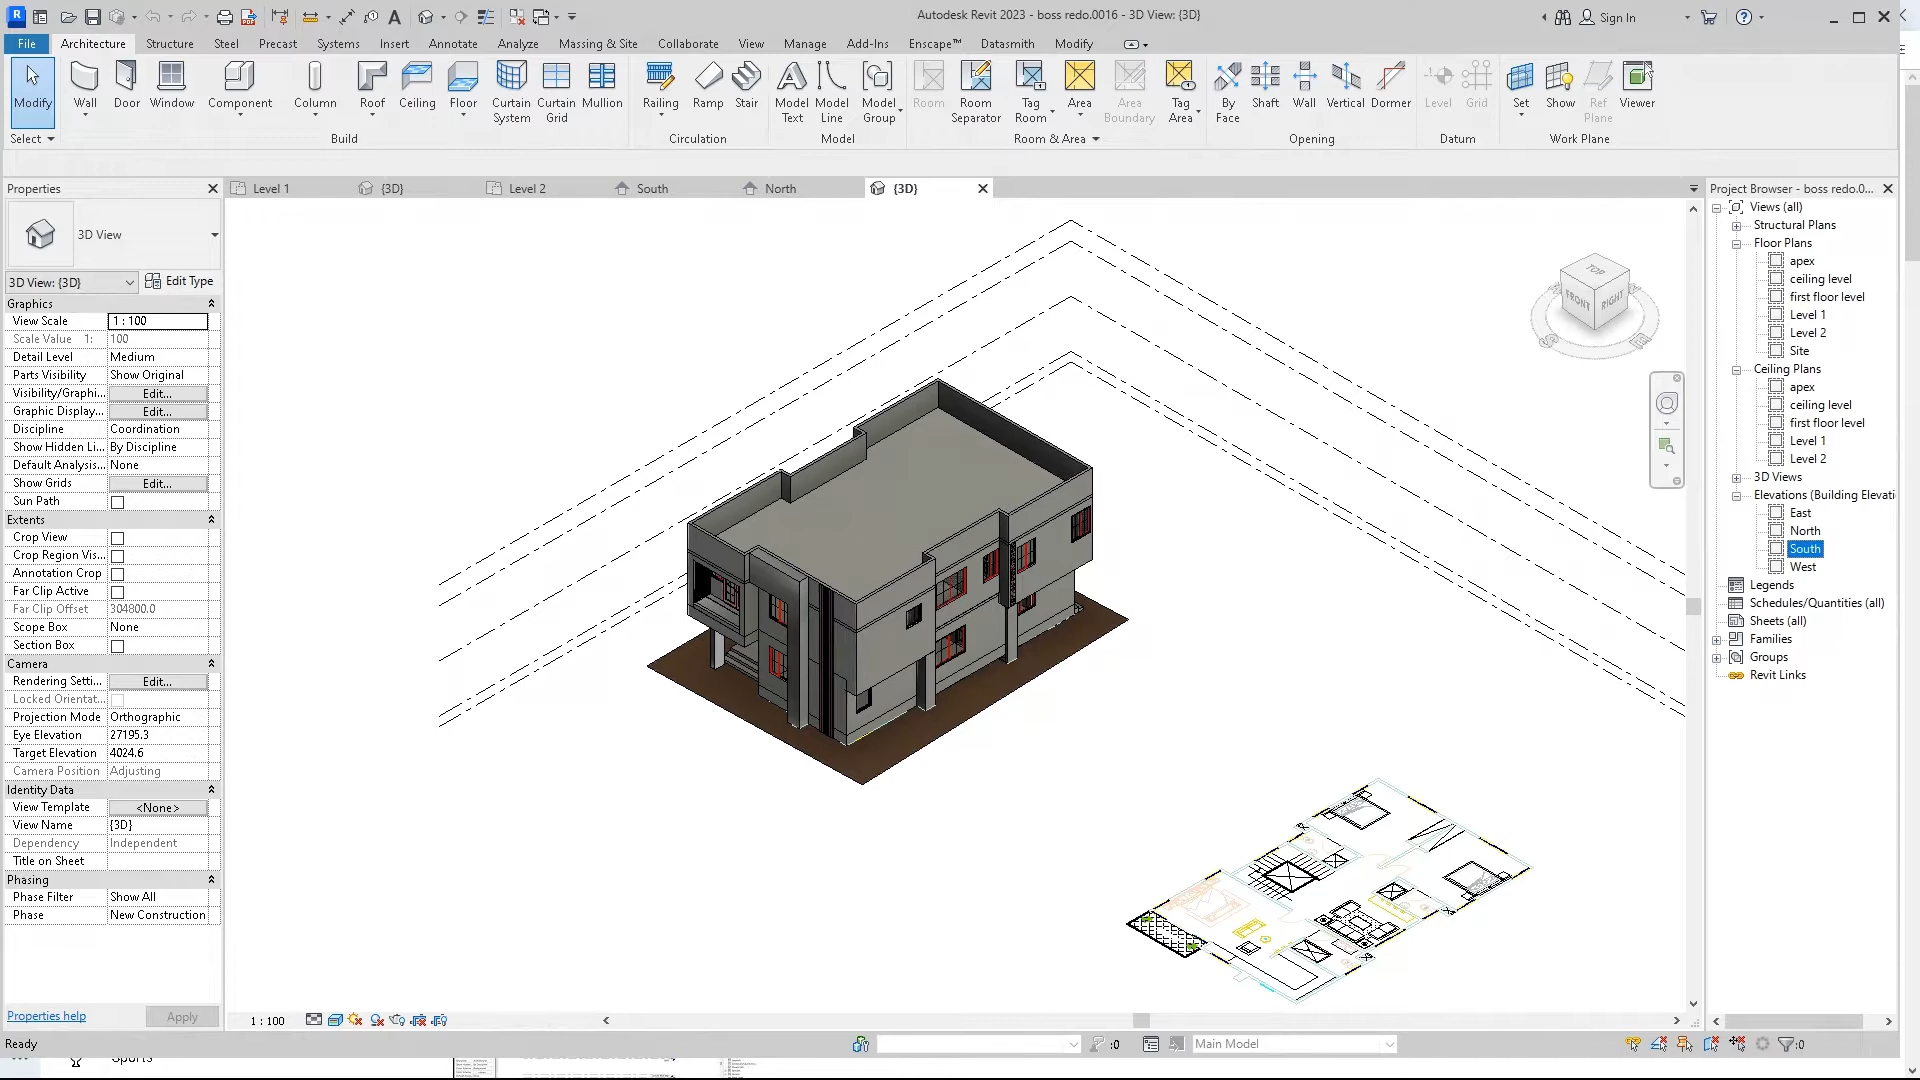 Autodesk Revit 2023 - boss redo.0016 - 3D View: {3D}
Sign In
File Architecture Structure Steel Precast Systems Insert Annotate Analyze Massing & Site Collaborate View Manage Add-Ins Enscape™ Datasmith Modify
Modify Wall Door Window Component Column Roof Ceiling Floor Curtain System Curtain Grid Mullion Railing Ramp Stair Model Text Model Line Model Group Room Room Separator Tag Room Area Area Boundary Tag Area By Face Shaft Wall Vertical Dormer Level Grid Set Show Ref Plane Viewer
Select Build Circulation Model Room & Area Opening Datum Work Plane
Properties
Level 1 {3D} Level 2 South North {3D}
3D View
3D View: {3D} Edit Type
Graphics
View Scale 1 : 100
Scale Value 1: 100
Detail Level Medium
Parts Visibility Show Original
Visibility/Graphi... Edit...
Graphic Display... Edit...
Discipline Coordination
Show Hidden Li... By Discipline
Default Analysis... None
Show Grids Edit...
Sun Path
Extents
Crop View
Crop Region Vis...
Annotation Crop
Far Clip Active
Far Clip Offset 304800.0
Scope Box None
Section Box
Camera
Rendering Setti... Edit...
Locked Orientat...
Projection Mode Orthographic
Eye Elevation 27195.3
Target Elevation 4024.6
Camera Position Adjusting
Identity Data
View Template <None>
View Name {3D}
Dependency Independent
Title on Sheet
Phasing
Phase Filter Show All
Phase New Construction
Properties help Apply
TOP
FRONT RIGHT
S E
Project Browser - boss redo.0...
Views (all)
Structural Plans
Floor Plans
apex
ceiling level
first floor level
Level 1
Level 2
Site
Ceiling Plans
apex
ceiling level
first floor level
Level 1
Level 2
3D Views
Elevations (Building Elevati
East
North
South
West
Legends
Schedules/Quantities (all)
Sheets (all)
Families
Groups
Revit Links
1 : 100
Ready
:0
Main Model
:0